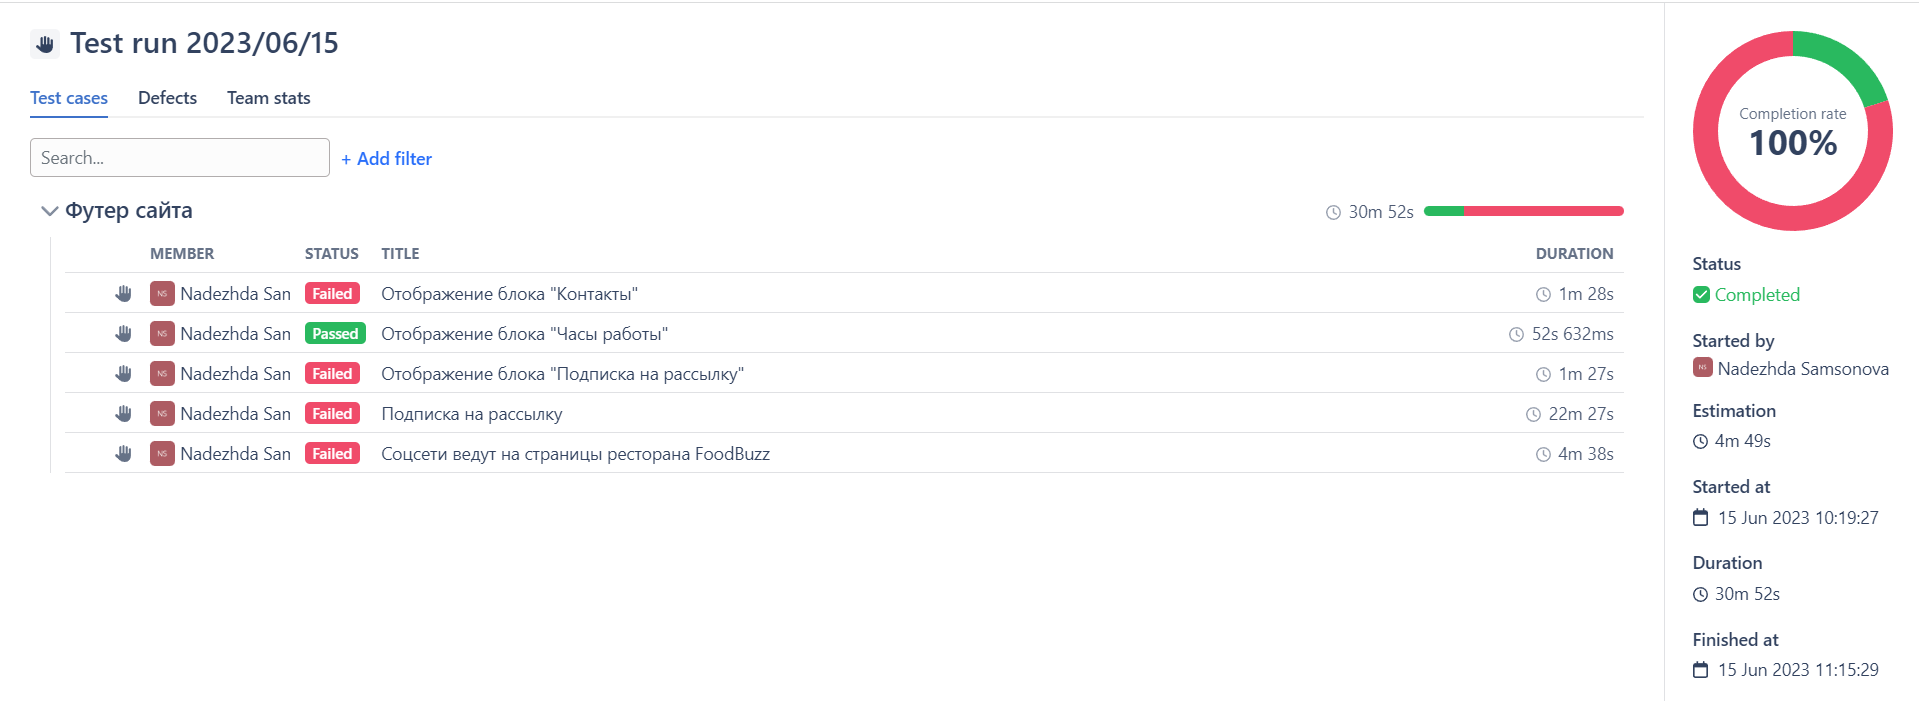 Test run 2023/06/15
Test cases Defects Team stats
Search... + Add filter
Футер сайта 30m 52s
MEMBER STATUS TITLE DURATION
NS Nadezhda San Failed Отображение блока "Контакты" 1m 28s
NS Nadezhda San Passed Отображение блока "Часы работы" 52s 632ms
NS Nadezhda San Failed Отображение блока "Подписка на рассылку" 1m 27s
NS Nadezhda San Failed Подписка на рассылку 22m 27s
NS Nadezhda San Failed Соцсети ведут на страницы ресторана FoodBuzz 4m 38s
Completion rate
100%
Status
Completed
Started by
NS Nadezhda Samsonova
Estimation
4m 49s
Started at
15 Jun 2023 10:19:27
Duration
30m 52s
Finished at
15 Jun 2023 11:15:29